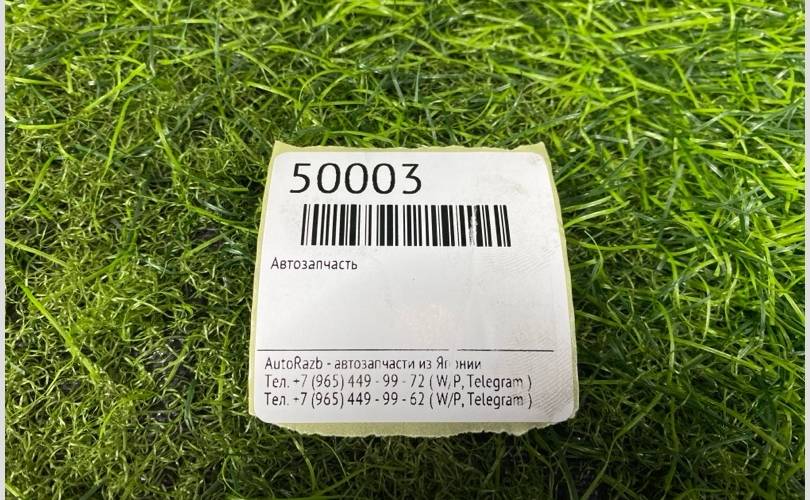 50003
Автозапчасть
AutoRazb - автозапчасти из Японии
Тел. +7 (965) 449 - 99 - 72 ( W/P, Telegram )
Тел. +7 (965) 449 - 99 - 62 ( W/P, Telegram )